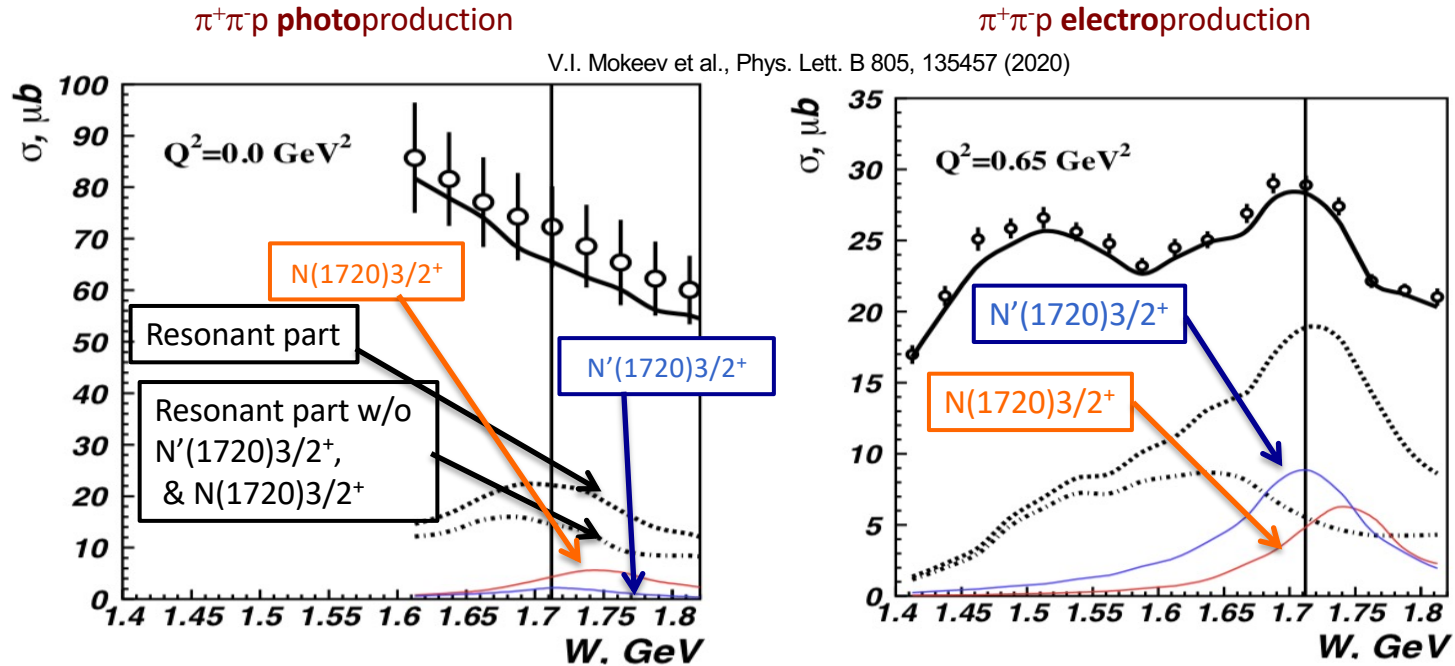 π⁺π⁻p photoproduction
π⁺π⁻p electroproduction
V.I. Mokeev et al., Phys. Lett. B 805, 135457 (2020)
σ, μb
100
90
80
70
60
50
40
30
20
10
0
Q²=0.0 GeV²
N(1720)3/2⁺
Resonant part
N’(1720)3/2⁺
Resonant part w/o
N’(1720)3/2⁺,
& N(1720)3/2⁺
1.4 1.45 1.5 1.55 1.6 1.65 1.7 1.75 1.8
W, GeV
σ, μb
35
30
25
20
15
10
5
0
Q²=0.65 GeV²
N’(1720)3/2⁺
N(1720)3/2⁺
1.4 1.45 1.5 1.55 1.6 1.65 1.7 1.75 1.8
W, GeV